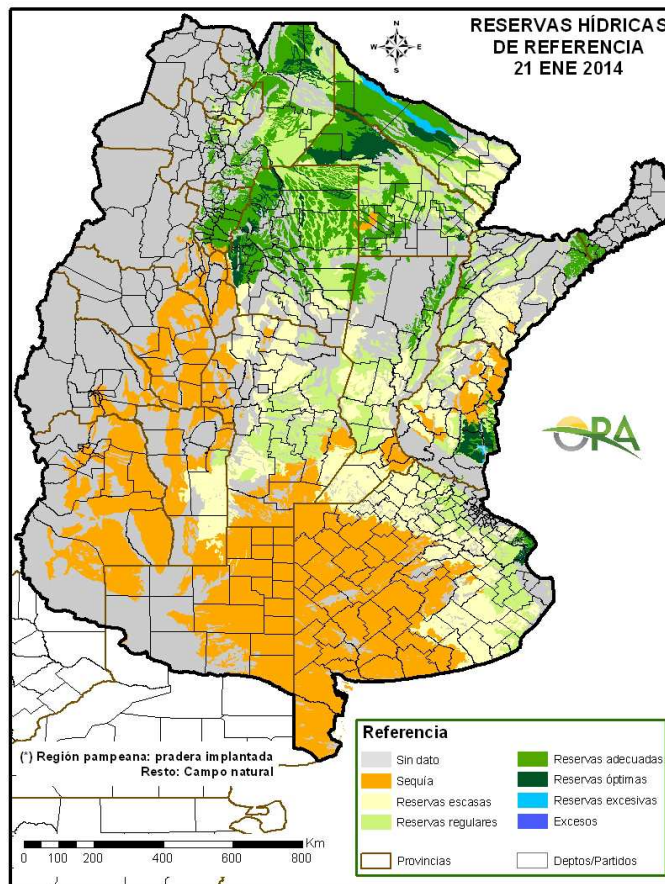 RESERVAS HÍDRICAS
DE REFERENCIA
21 ENE 2014
N
W E
S
ORA
(*) Región pampeana: pradera implantada
Resto: Campo natural
Referencia
Sin dato
Sequía
Reservas escasas
Reservas regulares
Reservas adecuadas
Reservas óptimas
Reservas excesivas
Excesos
Provincias
Deptos/Partidos
Km
0 50 100 200 400 600 800